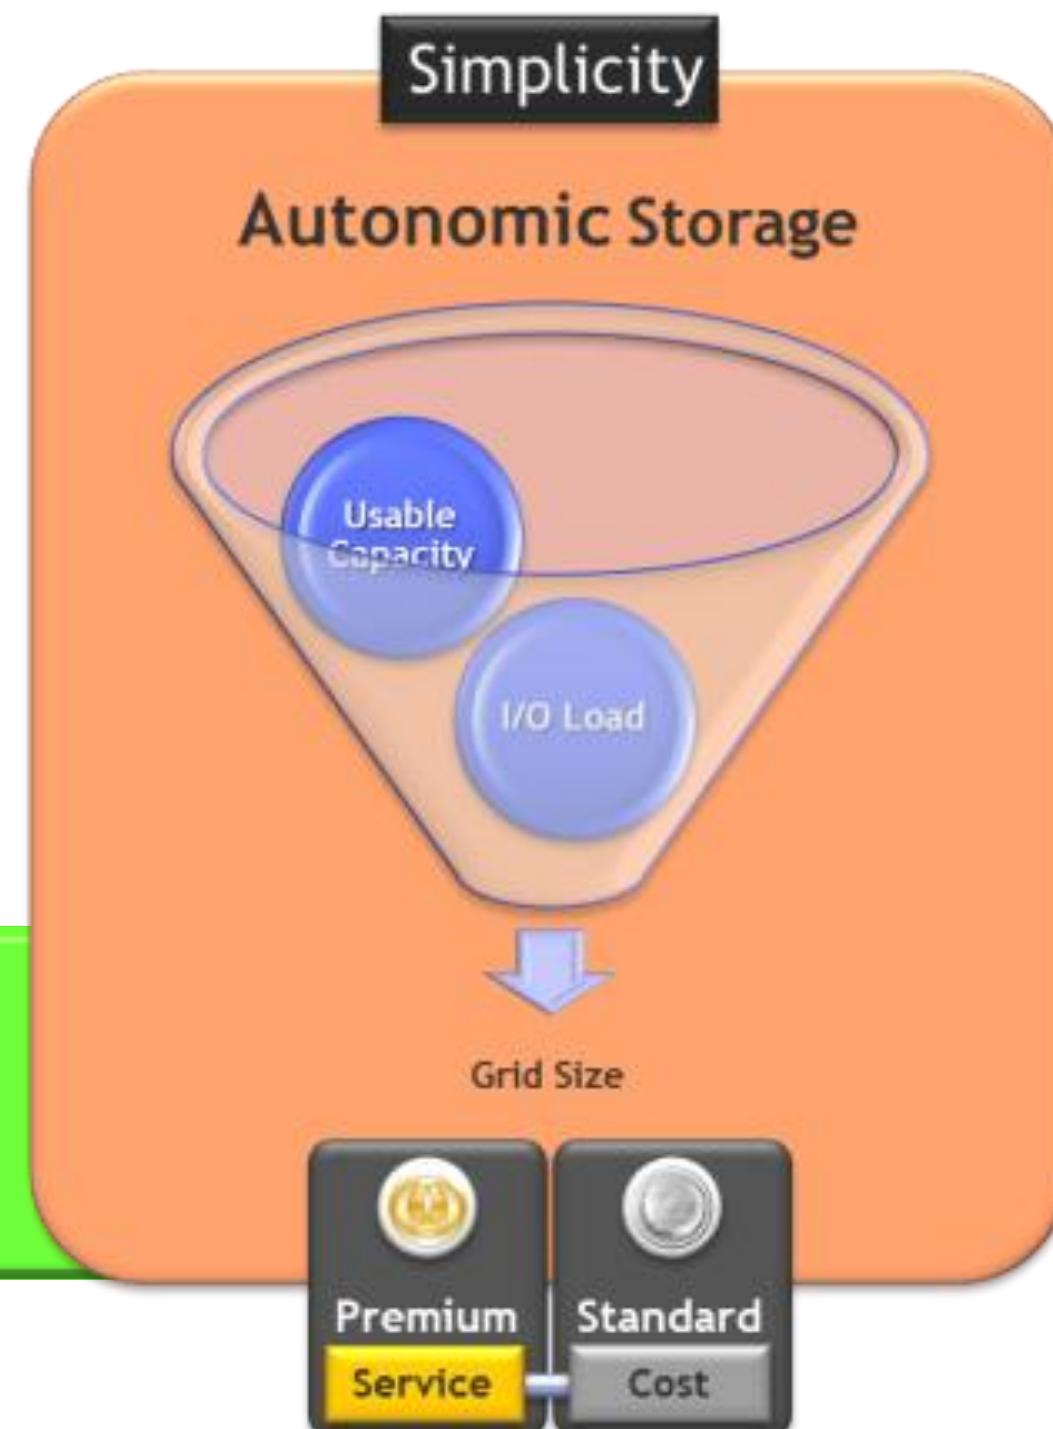 Simplicity
Autonomic Storage
Usable
Capacity
I/O Load
Grid Size
Premium
Service
Standard
Cost